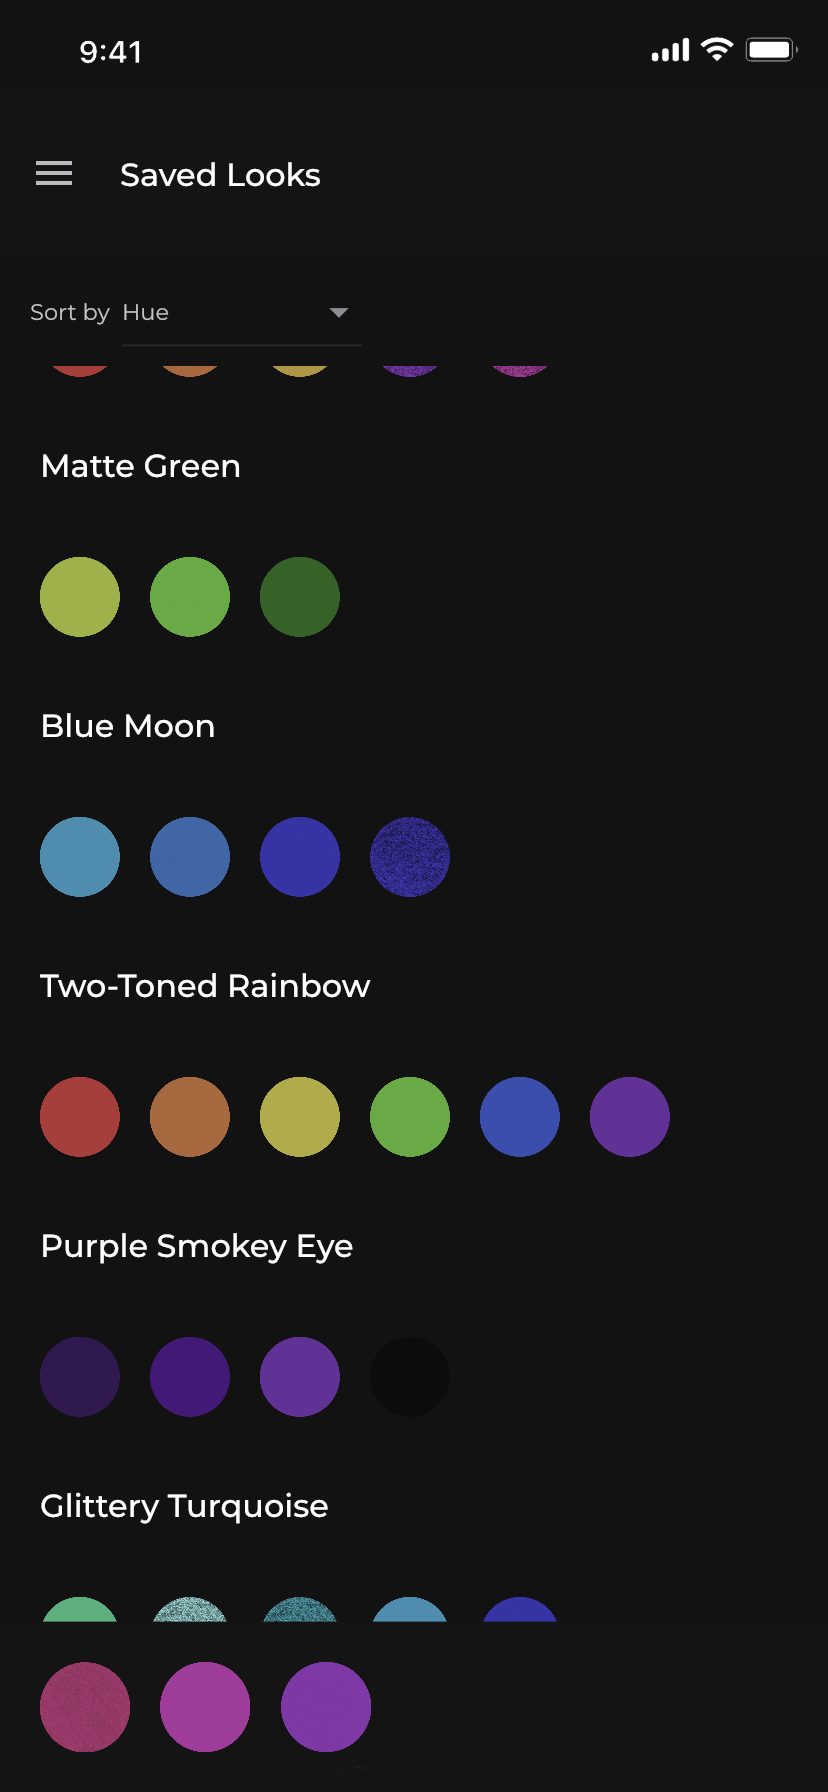 9:41
Saved Looks
Sort by Hue
Matte Green
Blue Moon
Two-Toned Rainbow
Purple Smokey Eye
Glittery Turquoise